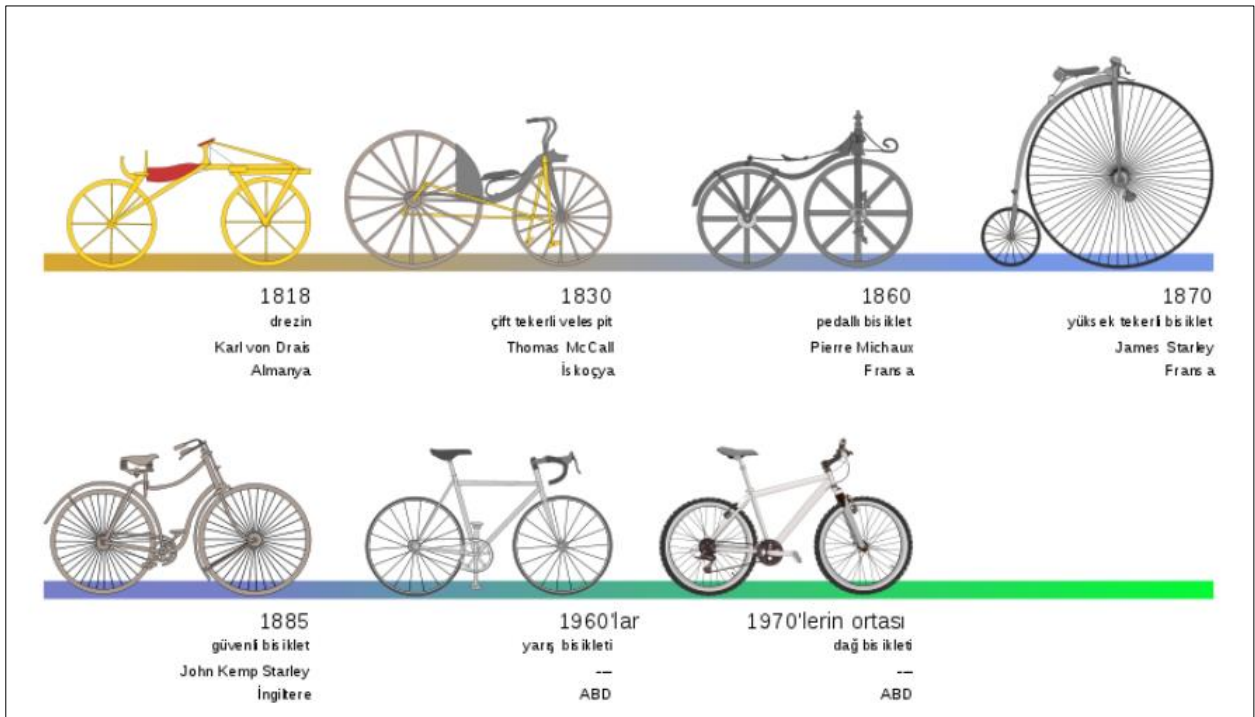 1818
drezin
Karl von Drais
Almanya
1830
çift tekerli velespit
Thomas McCall
İskoçya
1860
pedallı bisiklet
Pierre Michaux
Fransa
1870
yüksek tekerli bisiklet
James Starley
Fransa
1885
güvenli bisiklet
John Kemp Starley
İngiltere
1960'lar
yarış bisikleti
---
ABD
1970'lerin ortası
dağ bisikleti
---
ABD